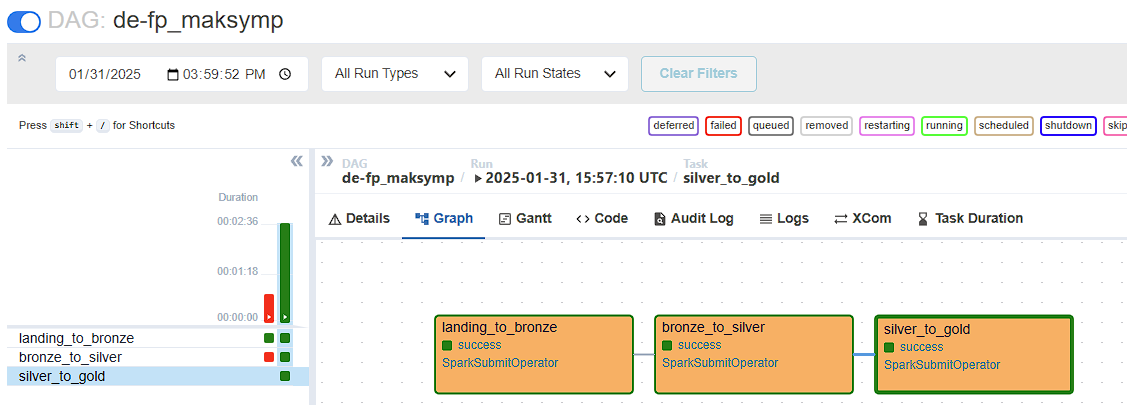 DAG: de-fp_maksymp
01/31/2025 03:59:52 PM
All Run Types
All Run States
Clear Filters
Press shift + / for Shortcuts
deferred failed queued removed restarting running scheduled shutdown skip
DAG Run Task
de-fp_maksymp / 2025-01-31, 15:57:10 UTC / silver_to_gold
Details Graph Gantt Code Audit Log Logs XCom Task Duration
Duration
00:02:36
00:01:18
00:00:00
landing_to_bronze
bronze_to_silver
silver_to_gold
landing_to_bronze
success
SparkSubmitOperator
bronze_to_silver
success
SparkSubmitOperator
silver_to_gold
success
SparkSubmitOperator